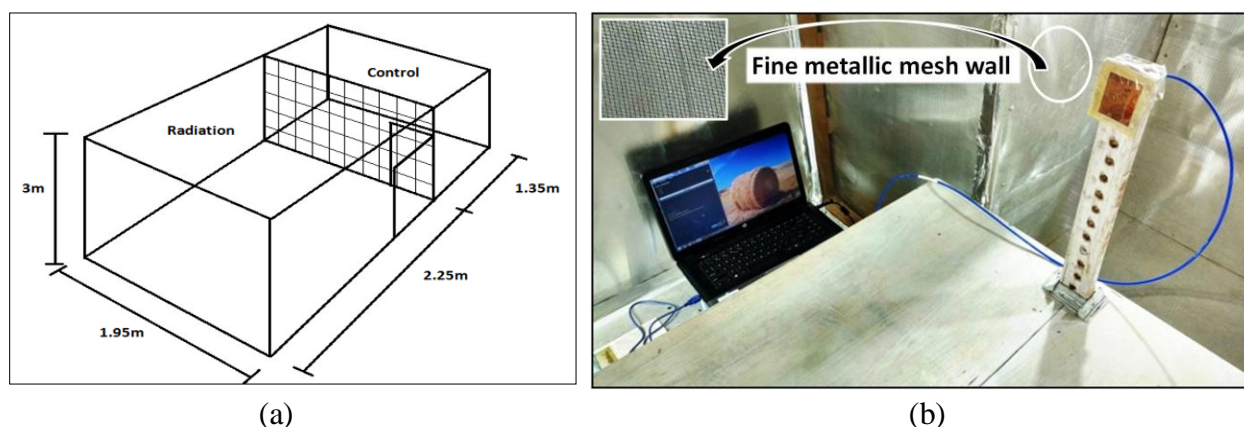 Control
Radiation
3m
1.35m
2.25m
1.95m
Fine metallic mesh wall
(a)
(b)